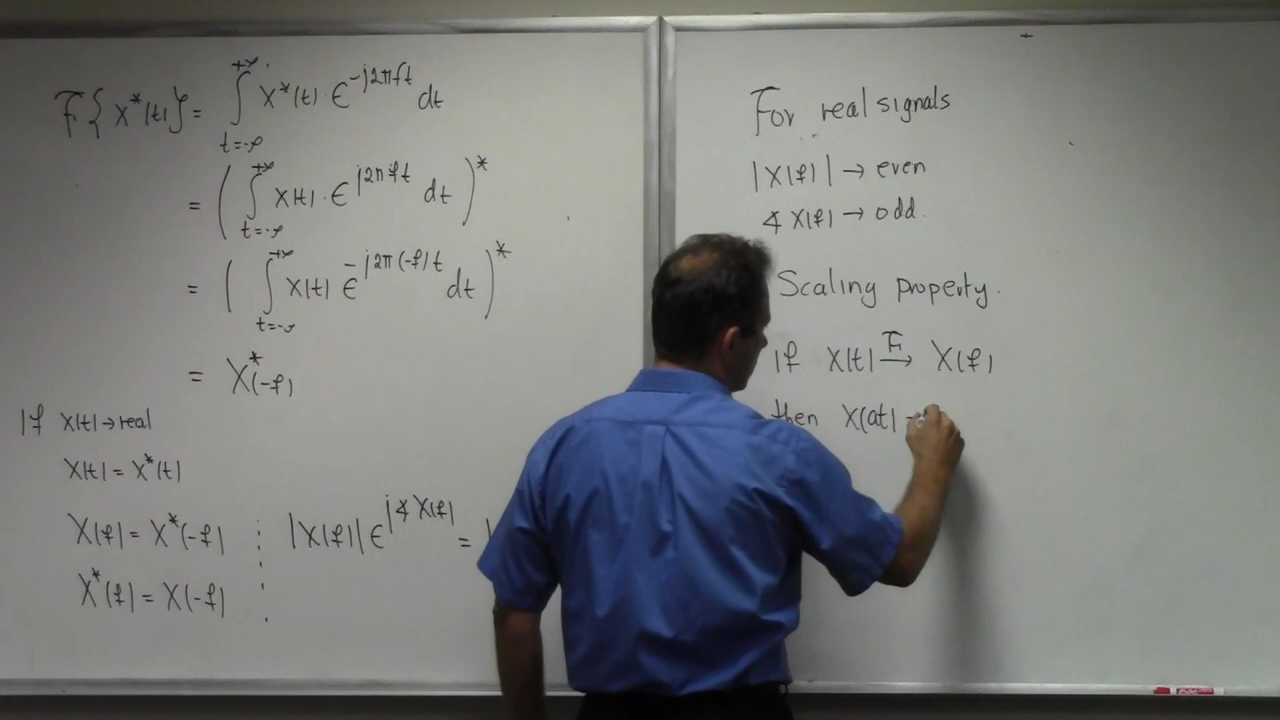 F{x*(t)} = ∫_{t=-∞}^{+∞} x*(t) · e^{-j2πft} dt
= ( ∫_{t=-∞}^{+∞} x(t) · e^{j2πft} dt )*
= ( ∫_{t=-∞}^{+∞} x(t) e^{-j2π(-f)t} dt )*
= X*(-f)
If x(t) → real
x(t) = x*(t)
X(f) = X*(-f)
X*(f) = X(-f)
|X(f)| e^{j∢X(f)} =
For real signals
|X(f)| → even
∢X(f) → odd.
Scaling property.
If x(t) —F→ X(f)
then x(at)